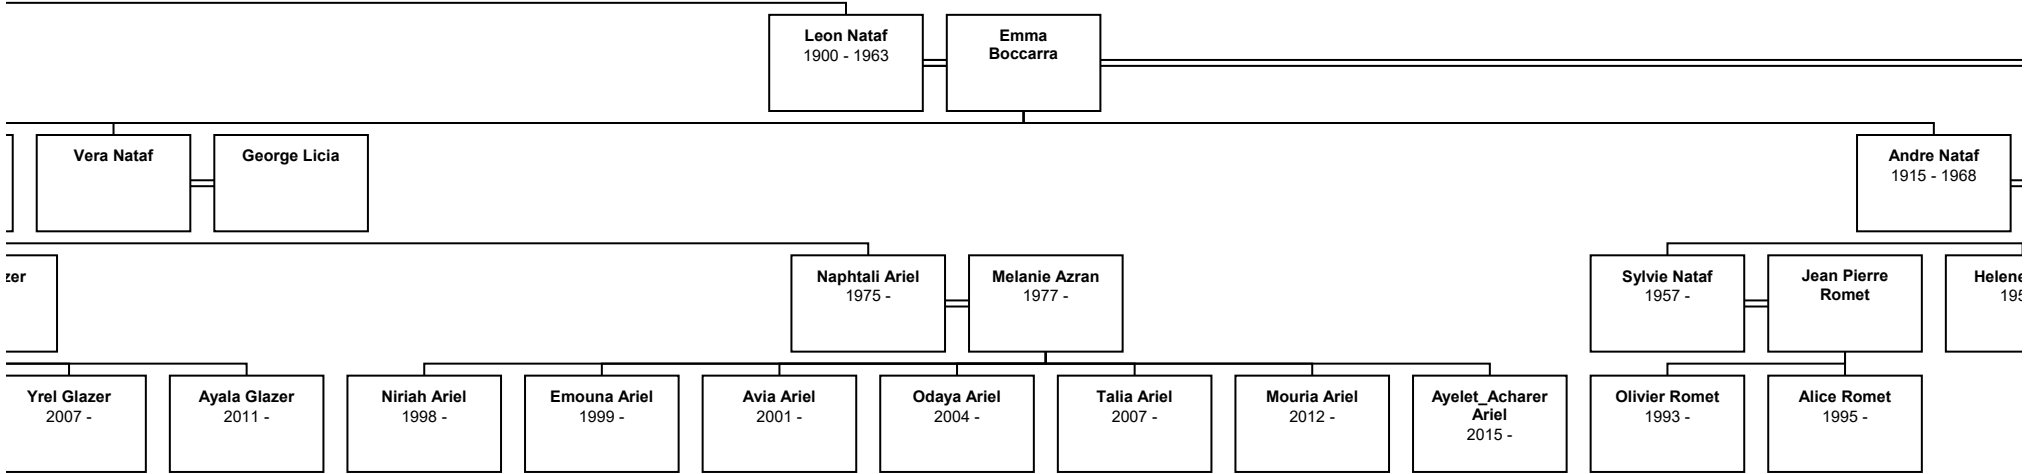 Leon Nataf
1900 - 1963
Emma
Boccarra
Vera Nataf
George Licia
Andre Nataf
1915 - 1968
zer
Naphtali Ariel
1975 -
Melanie Azran
1977 -
Sylvie Nataf
1957 -
Jean Pierre
Romet
Helene
195
Yrel Glazer
2007 -
Ayala Glazer
2011 -
Niriah Ariel
1998 -
Emouna Ariel
1999 -
Avia Ariel
2001 -
Odaya Ariel
2004 -
Talia Ariel
2007 -
Mouria Ariel
2012 -
Ayelet_Acharer
Ariel
2015 -
Olivier Romet
1993 -
Alice Romet
1995 -